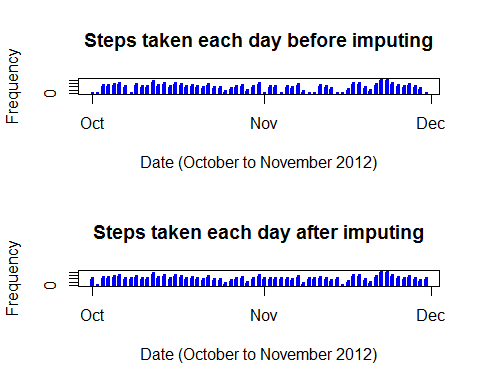 Steps taken each day before imputing
Frequency
0
Oct Nov Dec
Date (October to November 2012)
Steps taken each day after imputing
Frequency
0
Oct Nov Dec
Date (October to November 2012)